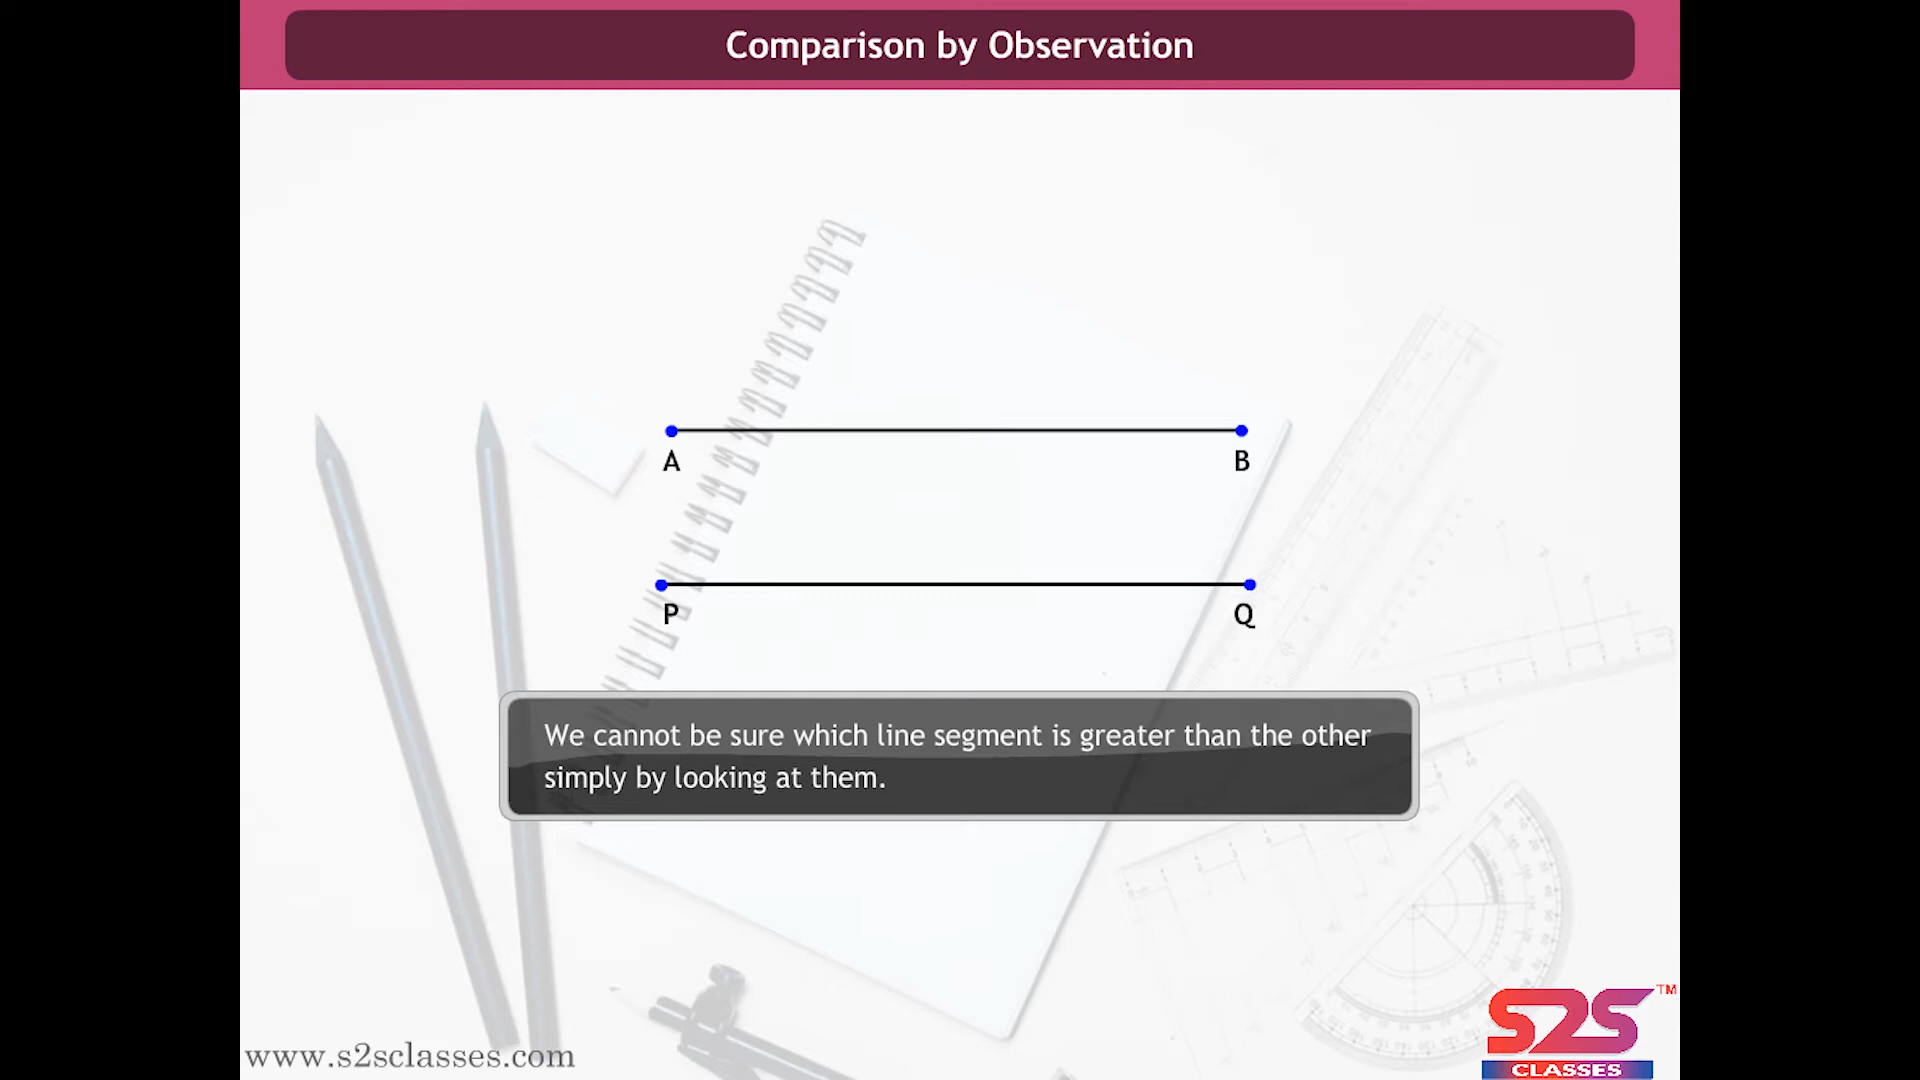 Comparison by Observation
A
B
P
Q
We cannot be sure which line segment is greater than the other
simply by looking at them.
www.s2sclasses.com
S2S TM
CLASSES